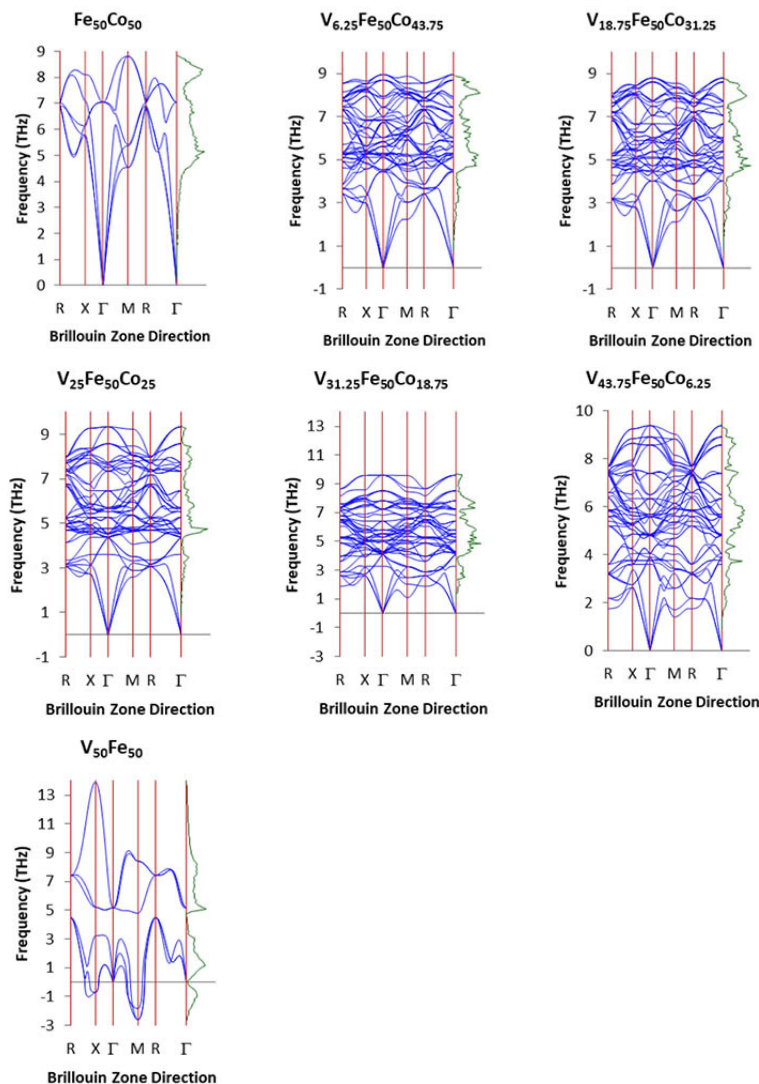 Fe₅₀Co₅₀
V₆.₂₅Fe₅₀Co₄₃.₇₅
V₁₈.₇₅Fe₅₀Co₃₁.₂₅
Frequency (THz)
9
8
7
6
5
4
3
2
1
0
R X Γ M R Γ
Brillouin Zone Direction
Frequency (THz)
9
7
5
3
1
-1
R X Γ M R Γ
Brillouin Zone Direction
Frequency (THz)
9
7
5
3
1
-1
R X Γ M R Γ
Brillouin Zone Direction
V₂₅Fe₅₀Co₂₅
V₃₁.₂₅Fe₅₀Co₁₈.₇₅
V₄₃.₇₅Fe₅₀Co₆.₂₅
Frequency (THz)
9
7
5
3
1
-1
R X Γ M R Γ
Brillouin Zone Direction
Frequency (THz)
13
11
9
7
5
3
1
-1
-3
R X Γ M R Γ
Brillouin Zone Direction
Frequency (THz)
10
8
6
4
2
0
R X Γ M R Γ
Brillouin Zone Direction
V₅₀Fe₅₀
Frequency (THz)
13
11
9
7
5
3
1
-1
-3
R X Γ M R Γ
Brillouin Zone Direction